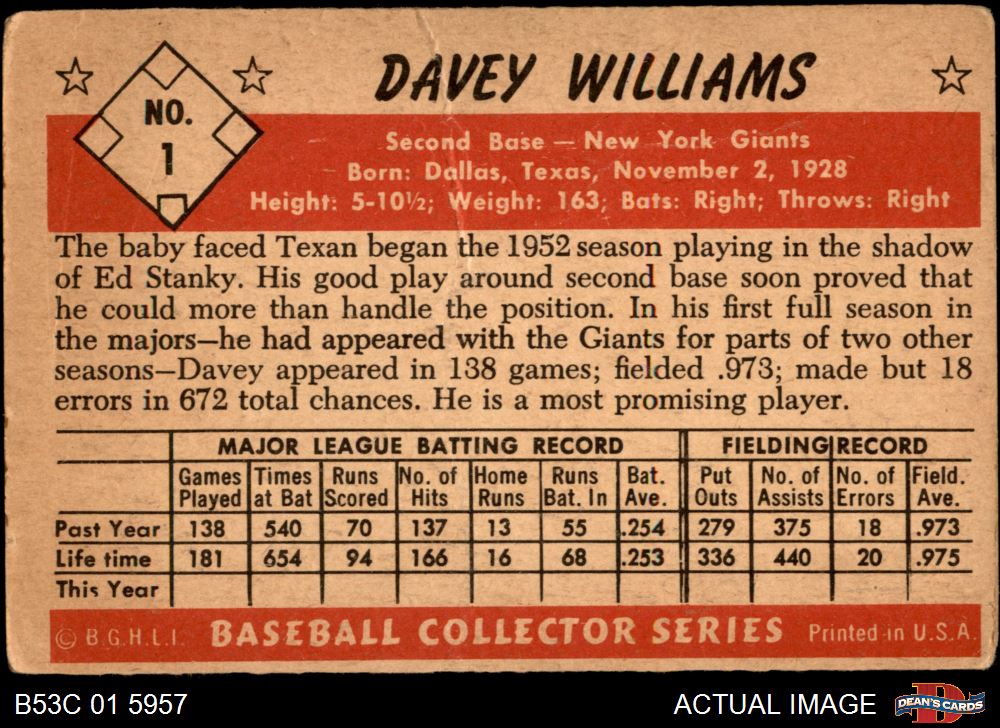 DAVEY WILLIAMS
NO.
1
Second Base — New York Giants
Born: Dallas, Texas, November 2, 1928
Height: 5-10½; Weight: 163; Bats: Right; Throws: Right
The baby faced Texan began the 1952 season playing in the shadow
of Ed Stanky. His good play around second base soon proved that
he could more than handle the position. In his first full season in
the majors—he had appeared with the Giants for parts of two other
seasons—Davey appeared in 138 games; fielded .973; made but 18
errors in 672 total chances. He is a most promising player.
MAJOR LEAGUE BATTING RECORD FIELDING RECORD
Games Times Runs No. of Home Runs Bat. Put No. of No. of Field.
Played at Bat Scored Hits Runs Bat. In Ave. Outs Assists Errors Ave.
Past Year 138 540 70 137 13 55 .254 279 375 18 .973
Life time 181 654 94 166 16 68 .253 336 440 20 .975
This Year
© B.G.H.L.I. BASEBALL COLLECTOR SERIES Printed in U.S.A.
B53C 01 5957 ACTUAL IMAGE DEAN'S CARDS